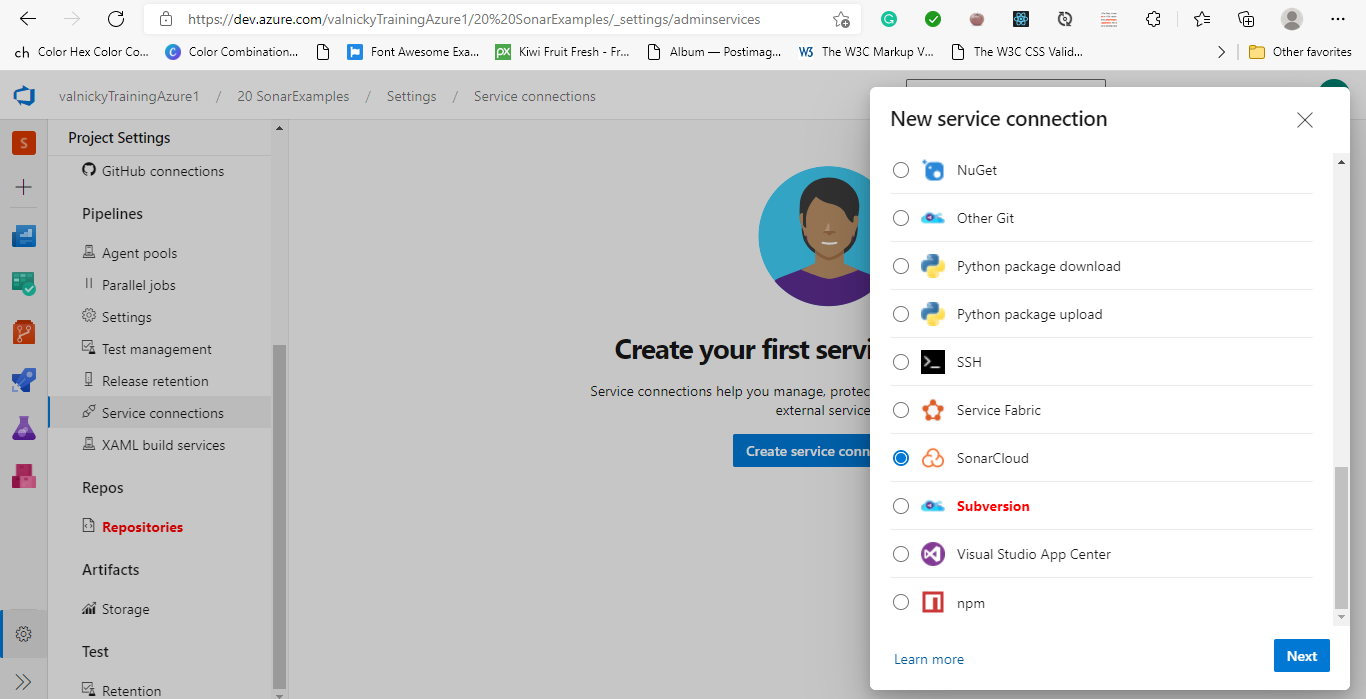 https://dev.azure.com/valnickyTrainingAzure1/20%20SonarExamples/_settings/adminservices
ch Color Hex Color Co... C Color Combination... Font Awesome Exa... px Kiwi Fruit Fresh - Fr... Album — Postimag... W3 The W3C Markup V... The W3C CSS Valid... Other favorites
valnickyTrainingAzure1 / 20 SonarExamples / Settings / Service connections
S
Project Settings
GitHub connections
Pipelines
Agent pools
Parallel jobs
Settings
Test management
Release retention
Service connections
XAML build services
Repos
Repositories
Artifacts
Storage
Test
Retention
Create your first servi
Service connections help you manage, protec
external service
Create service conn
New service connection
NuGet
Other Git
Python package download
Python package upload
SSH
Service Fabric
SonarCloud
Subversion
Visual Studio App Center
npm
Learn more
Next